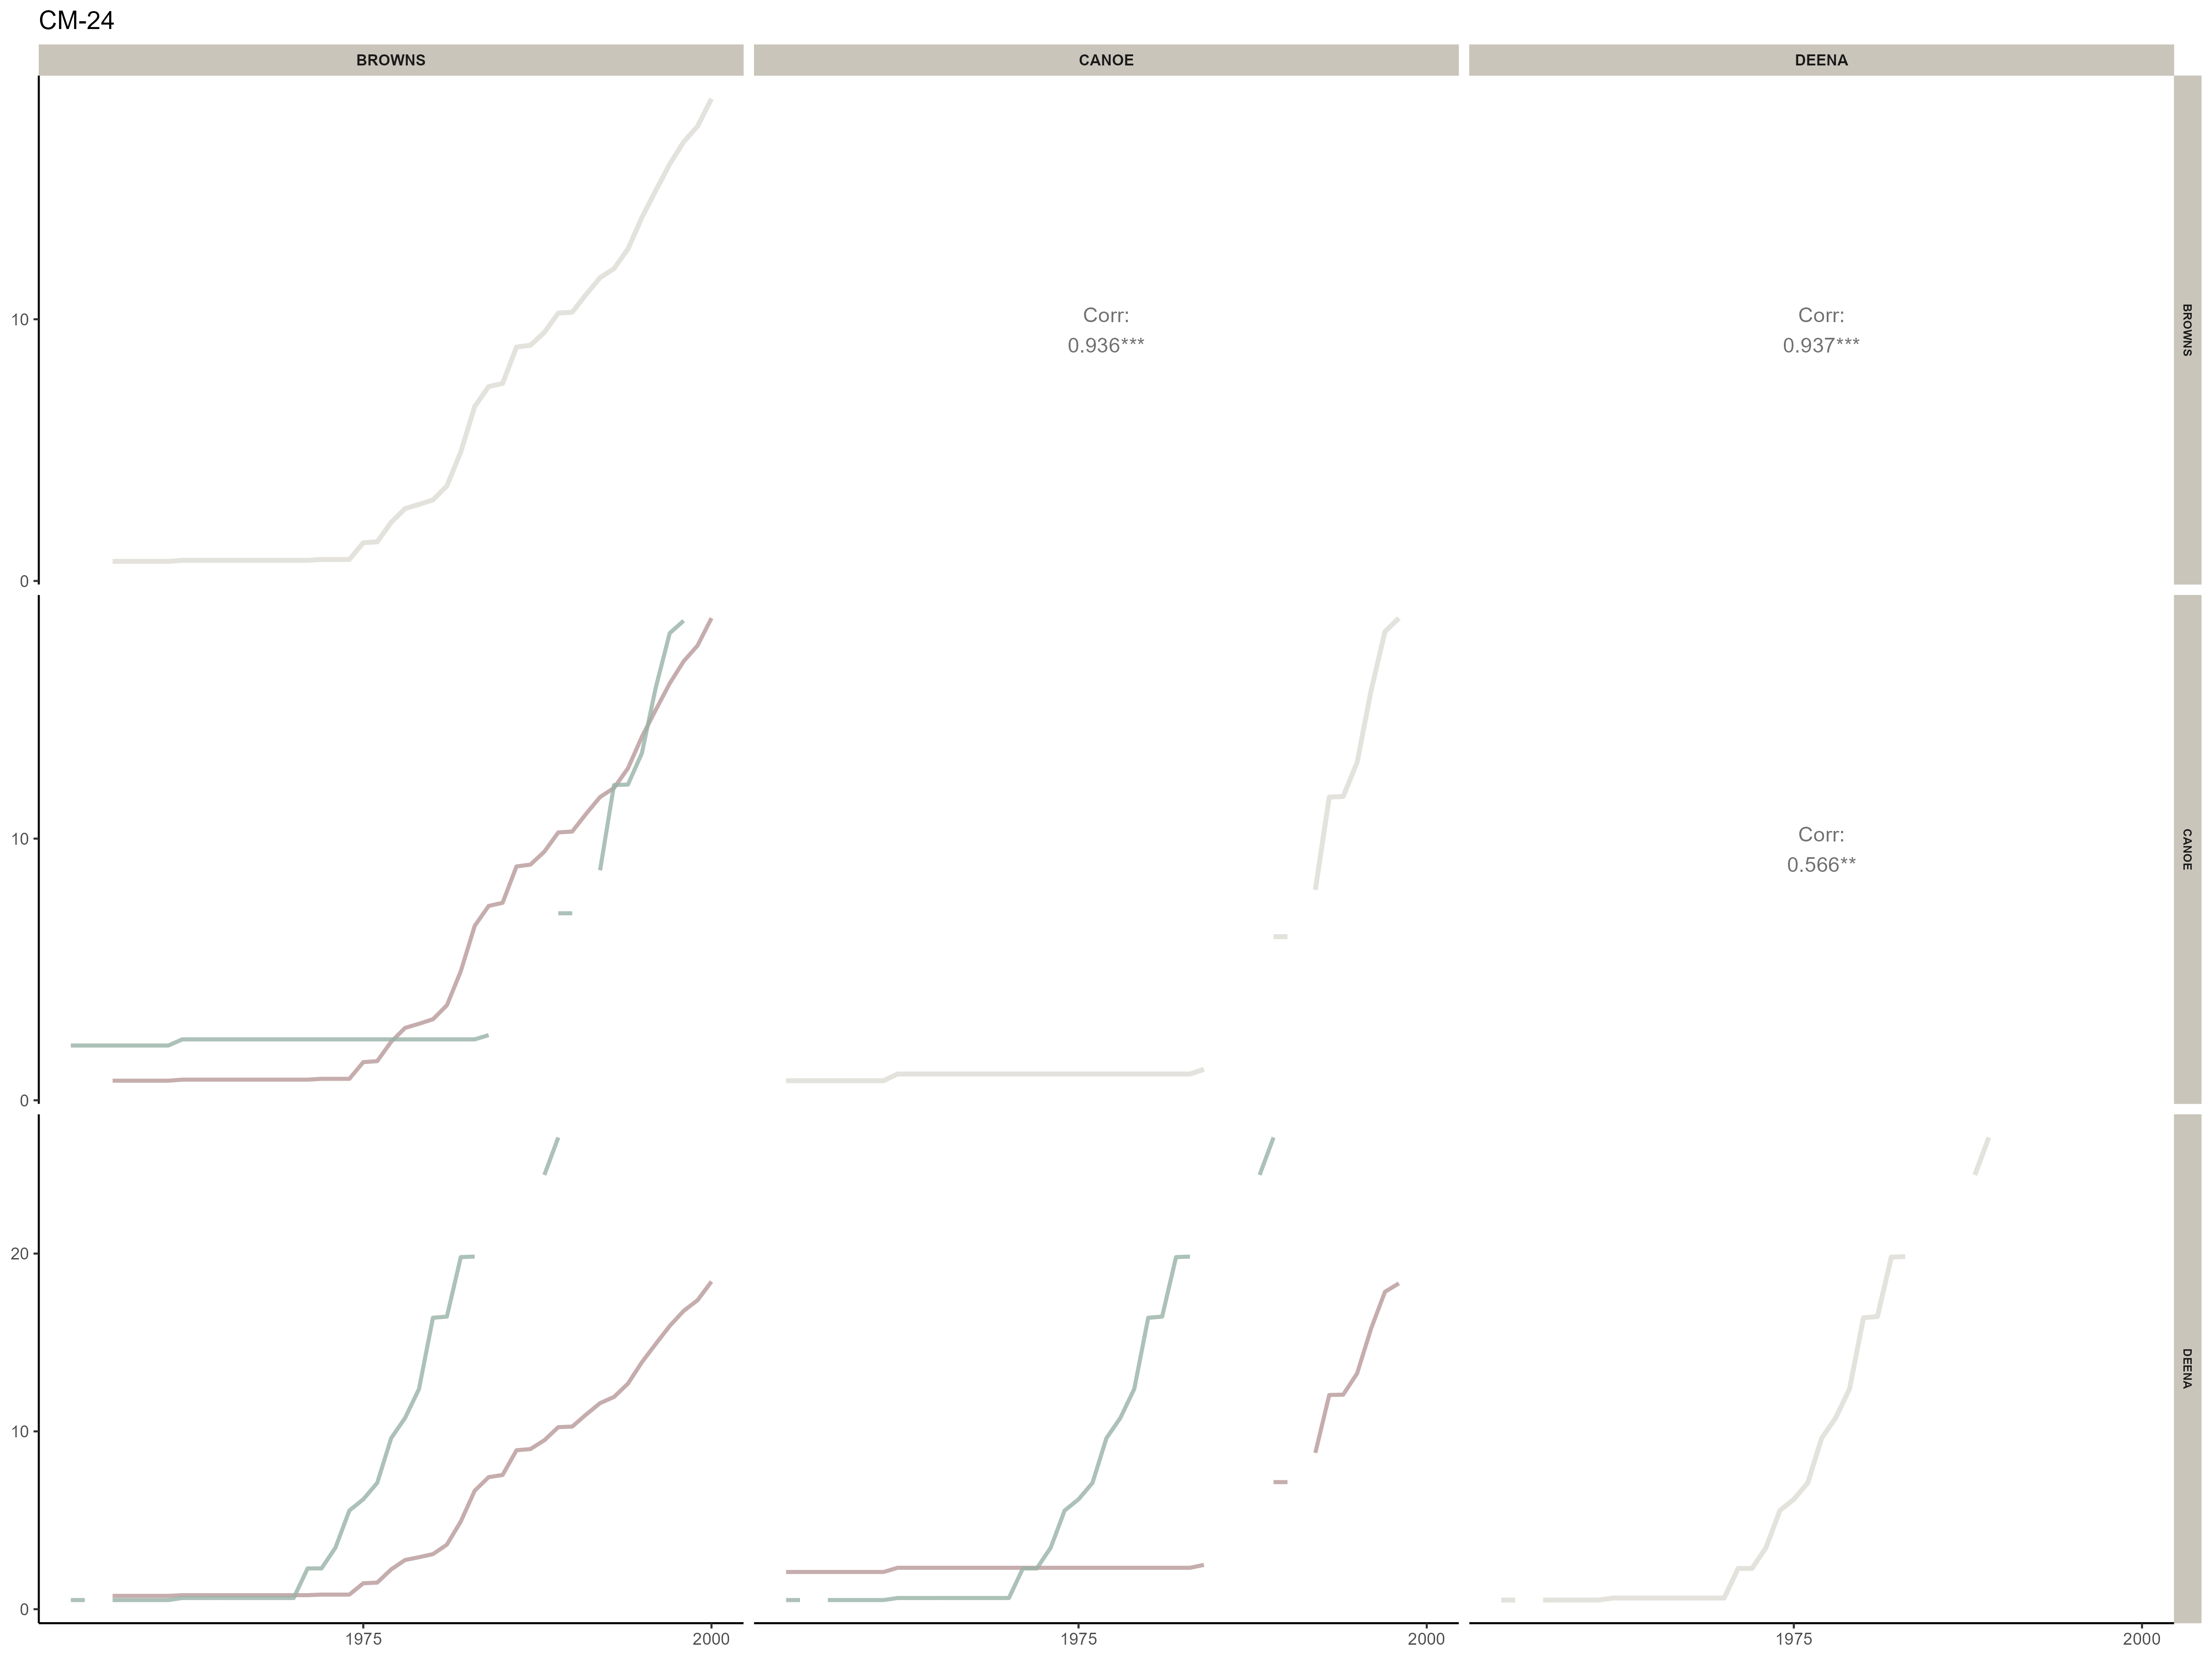 CM-24
BROWNS
CANOE
DEENA
10
0
Corr:
0.936***
Corr:
0.937***
BROWNS
10
0
Corr:
0.566**
CANOE
20
10
0
DEENA
1975
2000
1975
2000
1975
2000